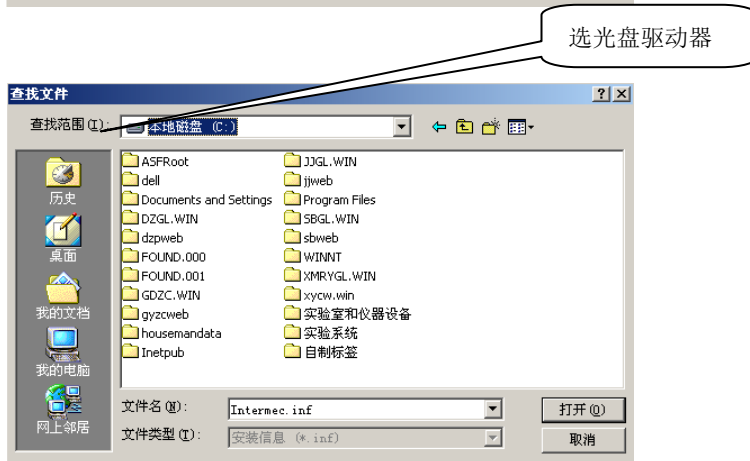 选光盘驱动器
查找文件
查找范围(I): 本地磁盘 (C:)
历史
桌面
我的文档
我的电脑
网上邻居
ASFRoot
dell
Documents and Settings
DZGL.WIN
dzpweb
FOUND.000
FOUND.001
GDZC.WIN
gyzcweb
housemandata
Inetpub
JJGL.WIN
jjweb
Program Files
SBGL.WIN
sbweb
WINNT
XMRYGL.WIN
xycw.win
实验室和仪器设备
实验系统
自制标签
文件名(N): Intermec.inf 打开(O)
文件类型(T): 安装信息 (*.inf) 取消